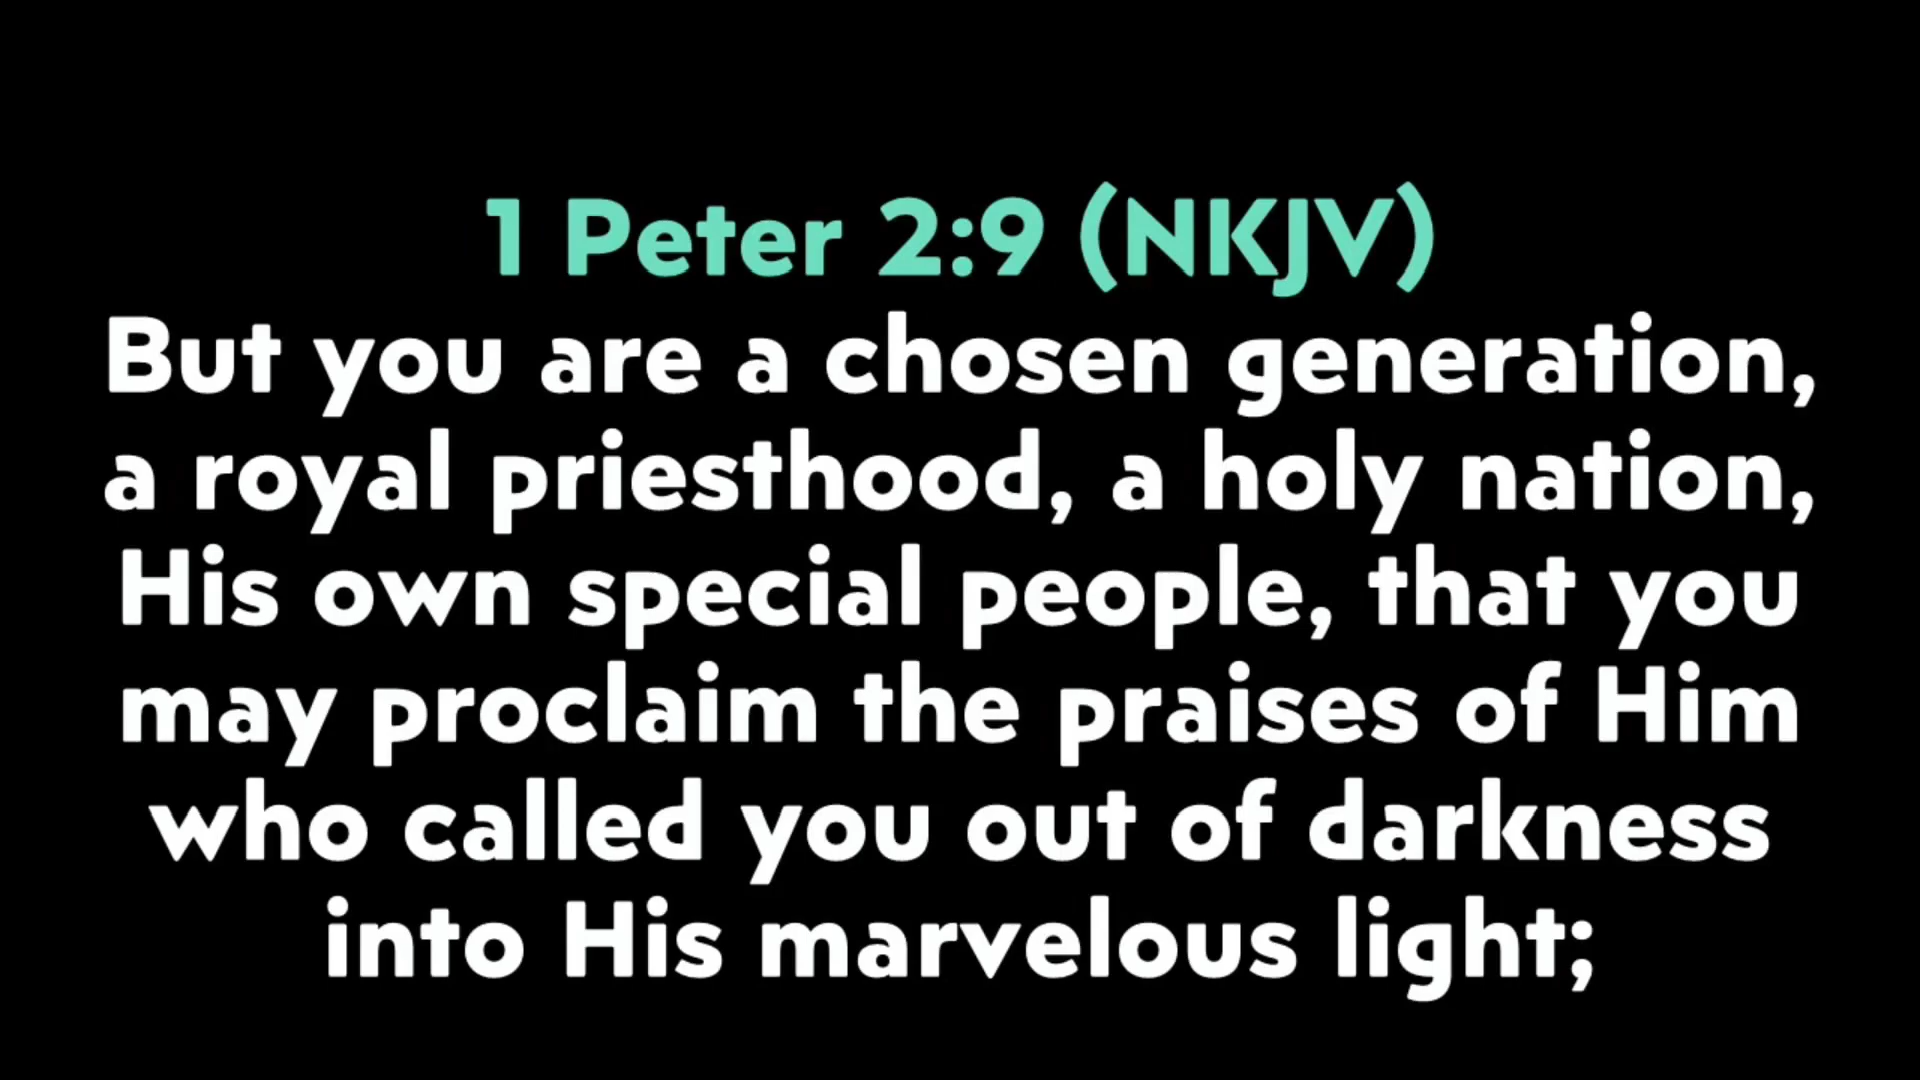 1 Peter 2:9 (NKJV)
But you are a chosen generation,
a royal priesthood, a holy nation,
His own special people, that you
may proclaim the praises of Him
who called you out of darkness
into His marvelous light;